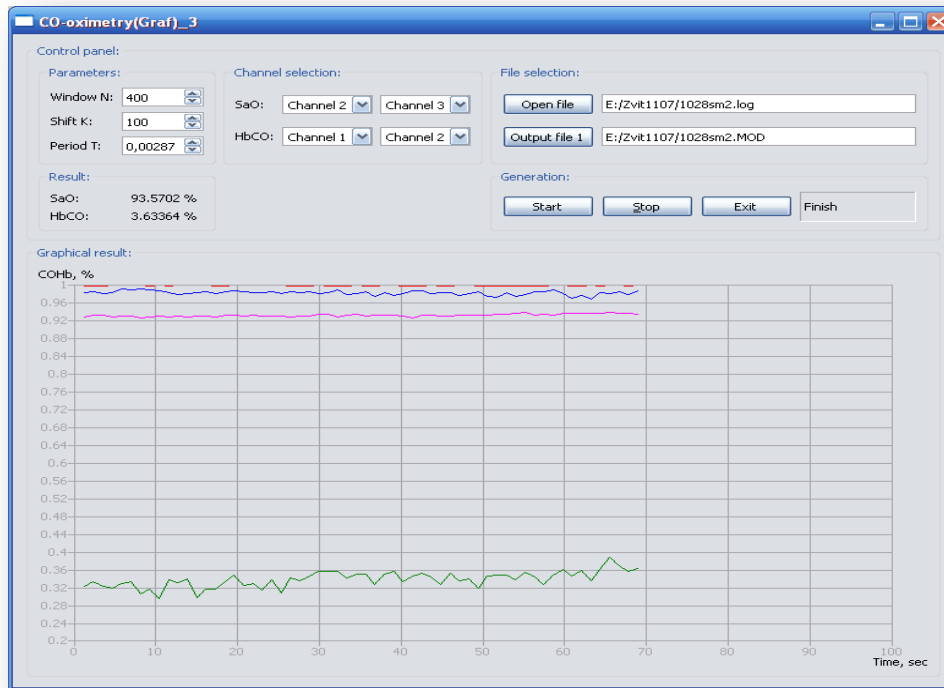 CO-oximetry(Graf)_3
Control panel:
Parameters:
Window N: 400
Shift K: 100
Period T: 0,00287
Channel selection:
SaO: Channel 2 Channel 3
HbCO: Channel 1 Channel 2
File selection:
Open file E:/Zvit1107/1028sm2.log
Output file 1 E:/Zvit1107/1028sm2.MOD
Result:
SaO: 93.5702 %
HbCO: 3.63364 %
Generation:
Start Stop Exit Finish
Graphical result:
COHb, %
1
0.96
0.92
0.88
0.84
0.8
0.76
0.72
0.68
0.64
0.6
0.56
0.52
0.48
0.44
0.4
0.36
0.32
0.28
0.24
0.2
0 10 20 30 40 50 60 70 80 90 100
Time, sec